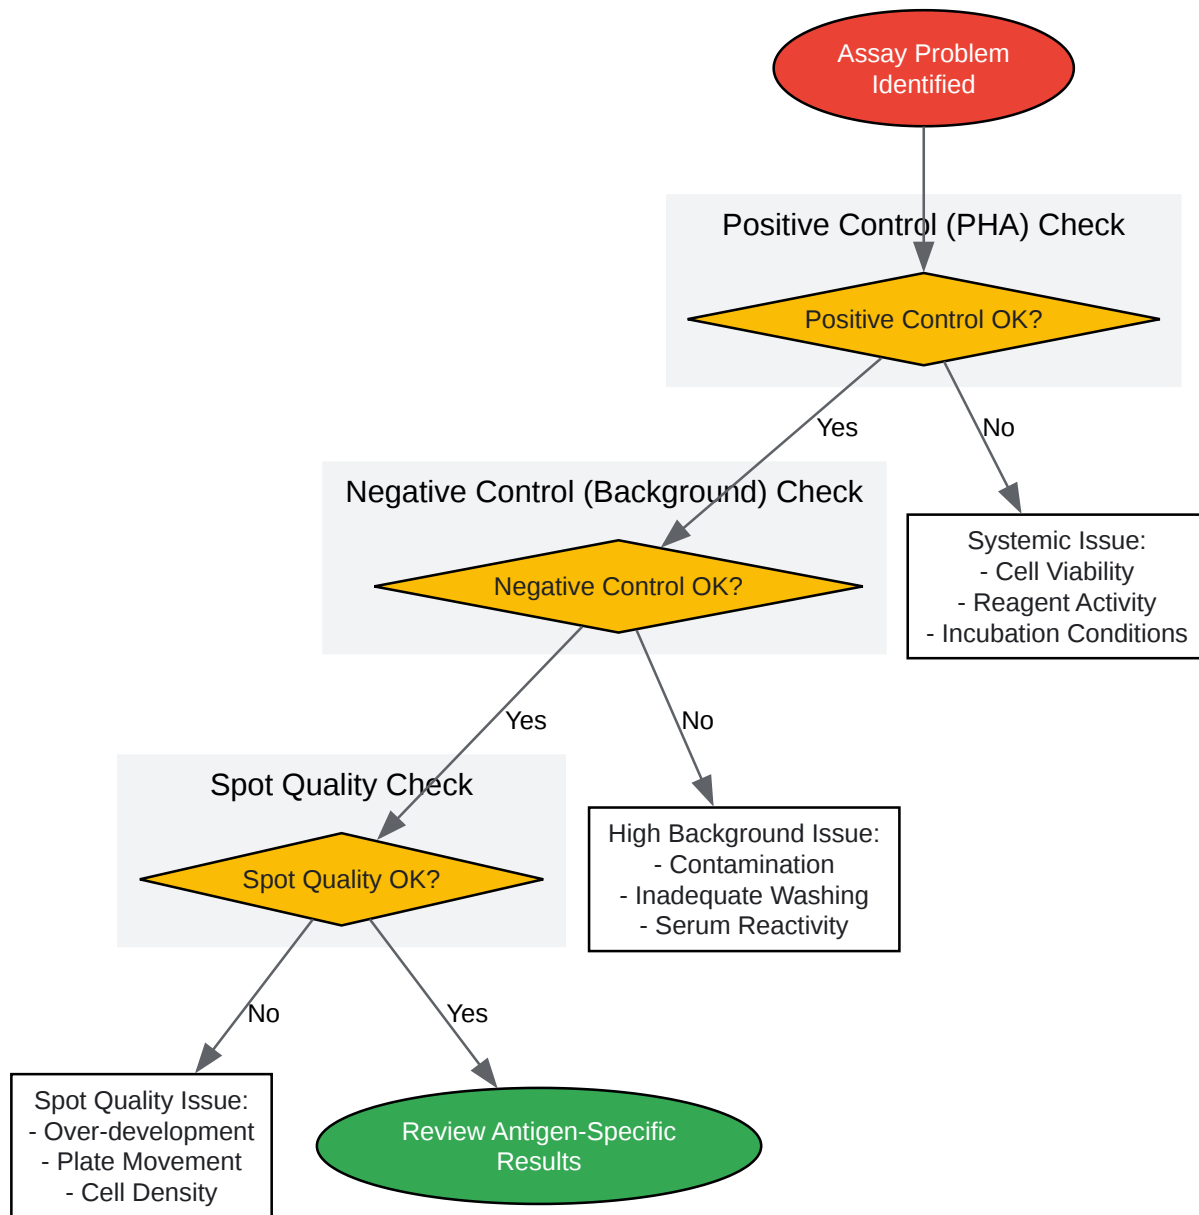 Assay Problem
Identified
Positive Control (PHA) Check
Positive Control OK?
Yes
No
Negative Control (Background) Check
Negative Control OK?
Systemic Issue:
- Cell Viability
- Reagent Activity
- Incubation Conditions
Yes
No
Spot Quality Check
Spot Quality OK?
High Background Issue:
- Contamination
- Inadequate Washing
- Serum Reactivity
No
Yes
Spot Quality Issue:
- Over-development
- Plate Movement
- Cell Density
Review Antigen-Specific
Results